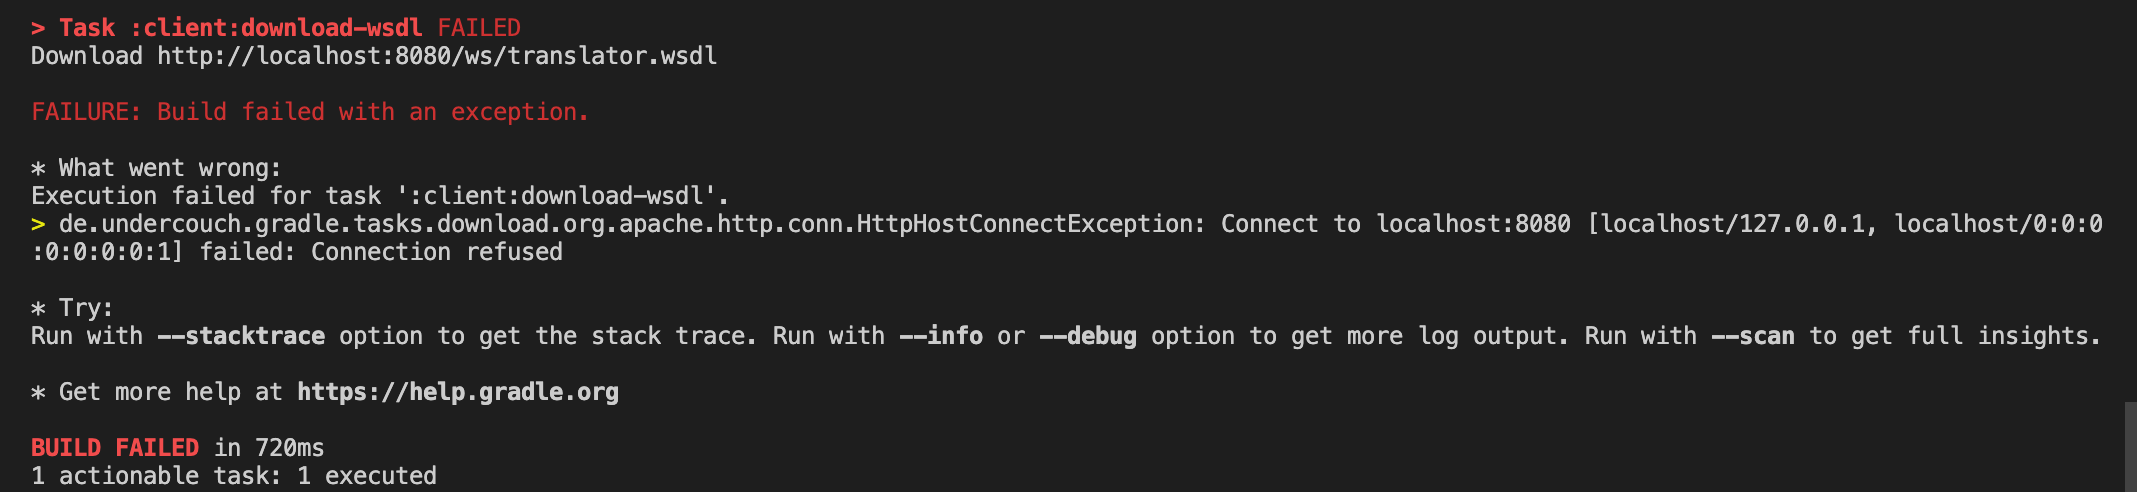 > Task :client:download-wsdl FAILED
Download http://localhost:8080/ws/translator.wsdl
FAILURE: Build failed with an exception.
* What went wrong:
Execution failed for task ':client:download-wsdl'.
> de.undercouch.gradle.tasks.download.org.apache.http.conn.HttpHostConnectException: Connect to localhost:8080 [localhost/127.0.0.1, localhost/0:0:0
:0:0:0:0:1] failed: Connection refused
* Try:
Run with --stacktrace option to get the stack trace. Run with --info or --debug option to get more log output. Run with --scan to get full insights.
* Get more help at https://help.gradle.org
BUILD FAILED in 720ms
1 actionable task: 1 executed